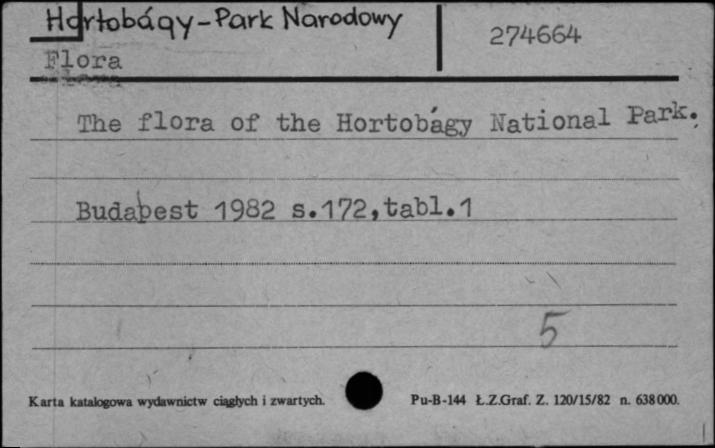 Hortobágy-Park Narodowy
274664
Flora
The flora of the Hortobágy National Park.
Budapest 1982 s.172,tabl.1
5
Karta katalogowa wydawnictw ciągłych i zwartych.
Pu-B-144 Ł.Z.Graf. Z. 120/15/82 n. 638000.